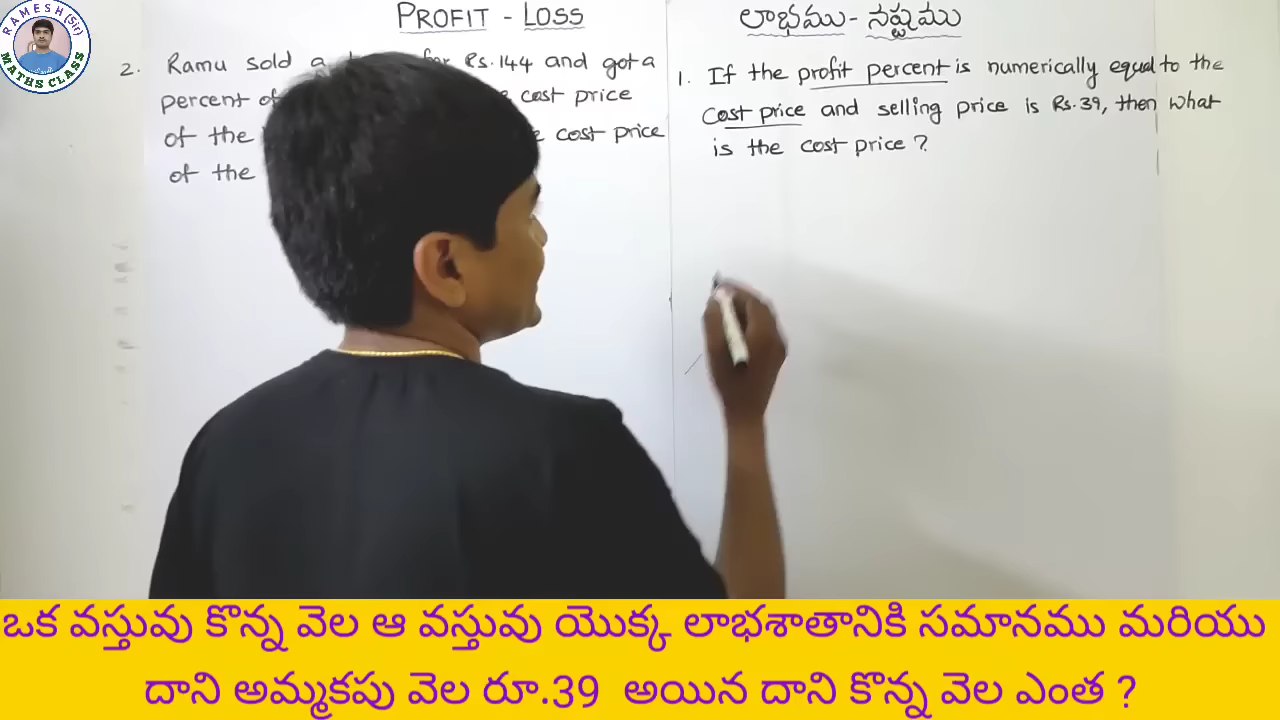 RAMESH (Sir)
MATHS CLASS
PROFIT - LOSS
లాభము - నష్టము
2. Ramu sold a for Rs.144 and got a
percent of cost price
of the cost price
of the
1. If the profit percent is numerically equal to the
cost price and selling price is Rs.39, then what
is the cost price ?
ఒక వస్తువు కొన్న వెల ఆ వస్తువు యొక్క లాభశాతానికి సమానము మరియు
దాని అమ్మకపు వెల రూ.39 అయిన దాని కొన్న వెల ఎంత ?